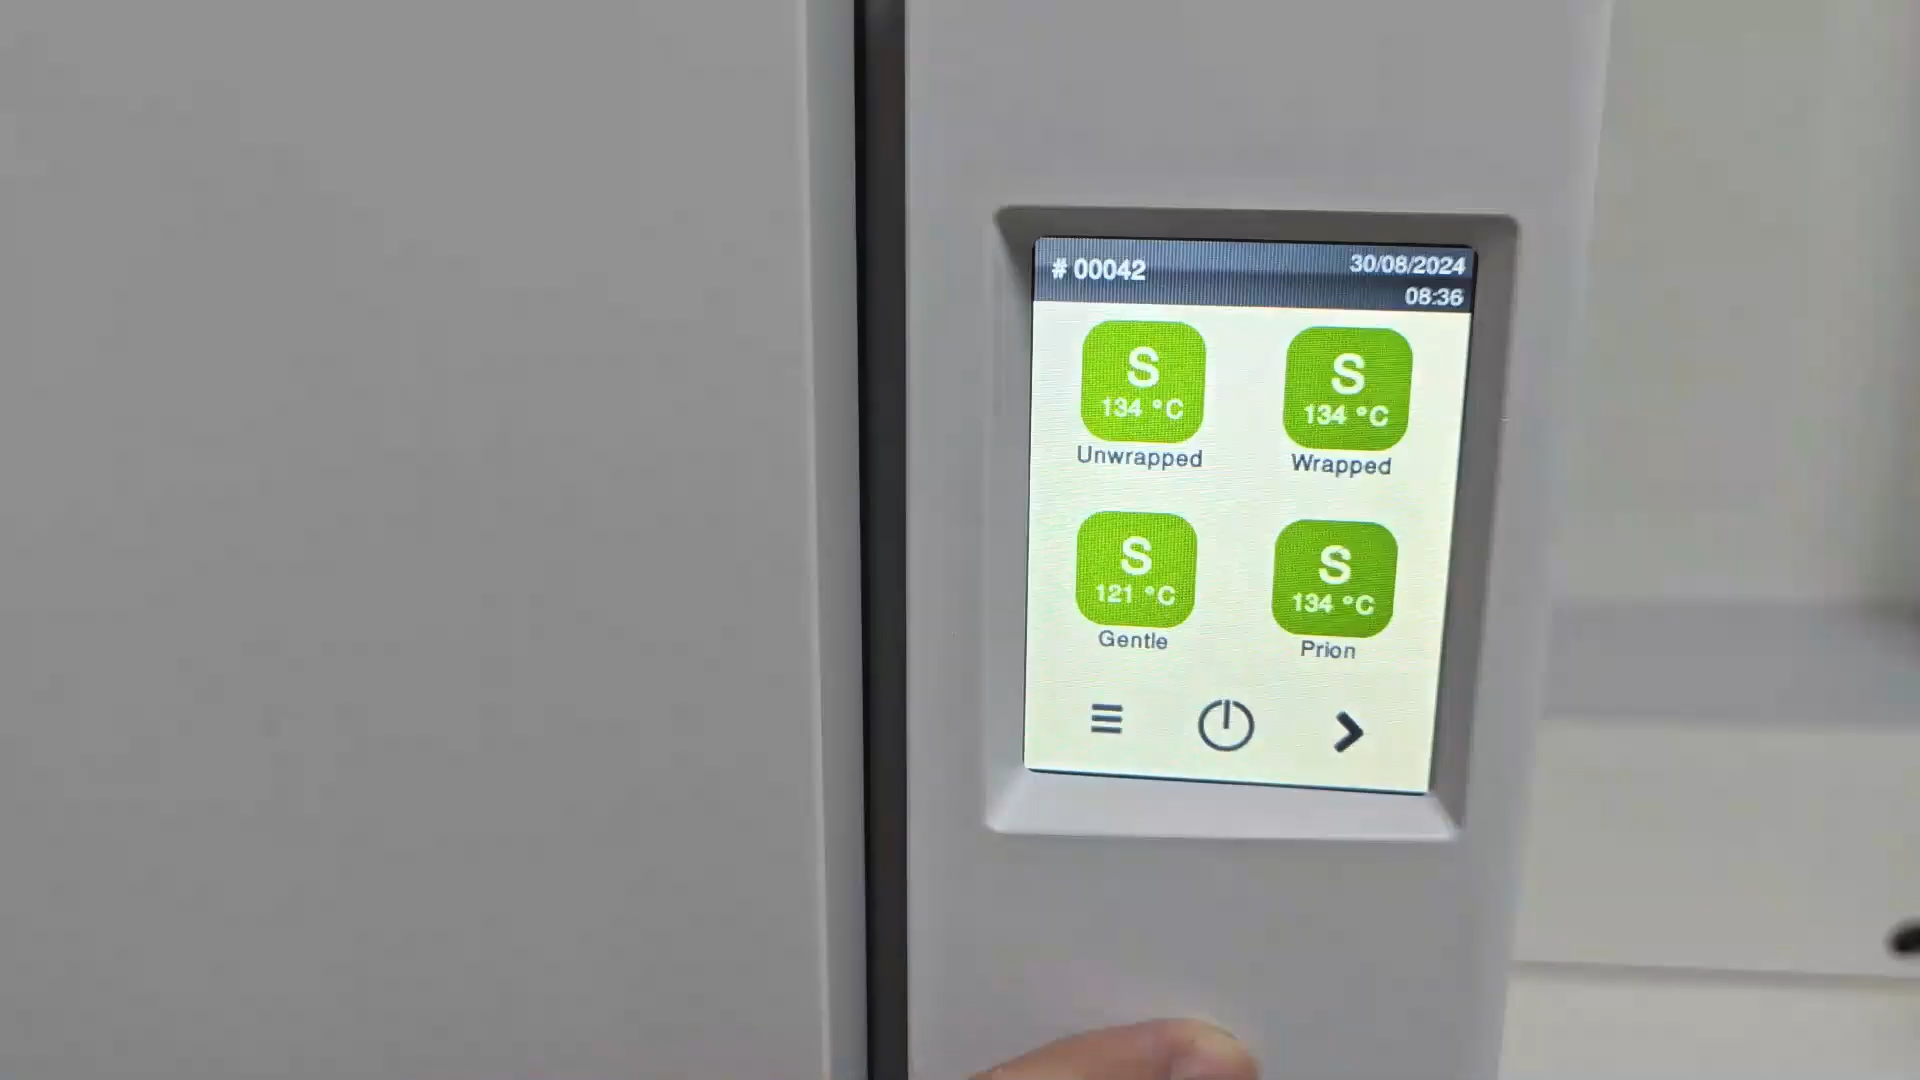 # 00042
30/08/2024
08:36
S
134 °C
Unwrapped
S
134 °C
Wrapped
S
121 °C
Gentle
S
134 °C
Prion